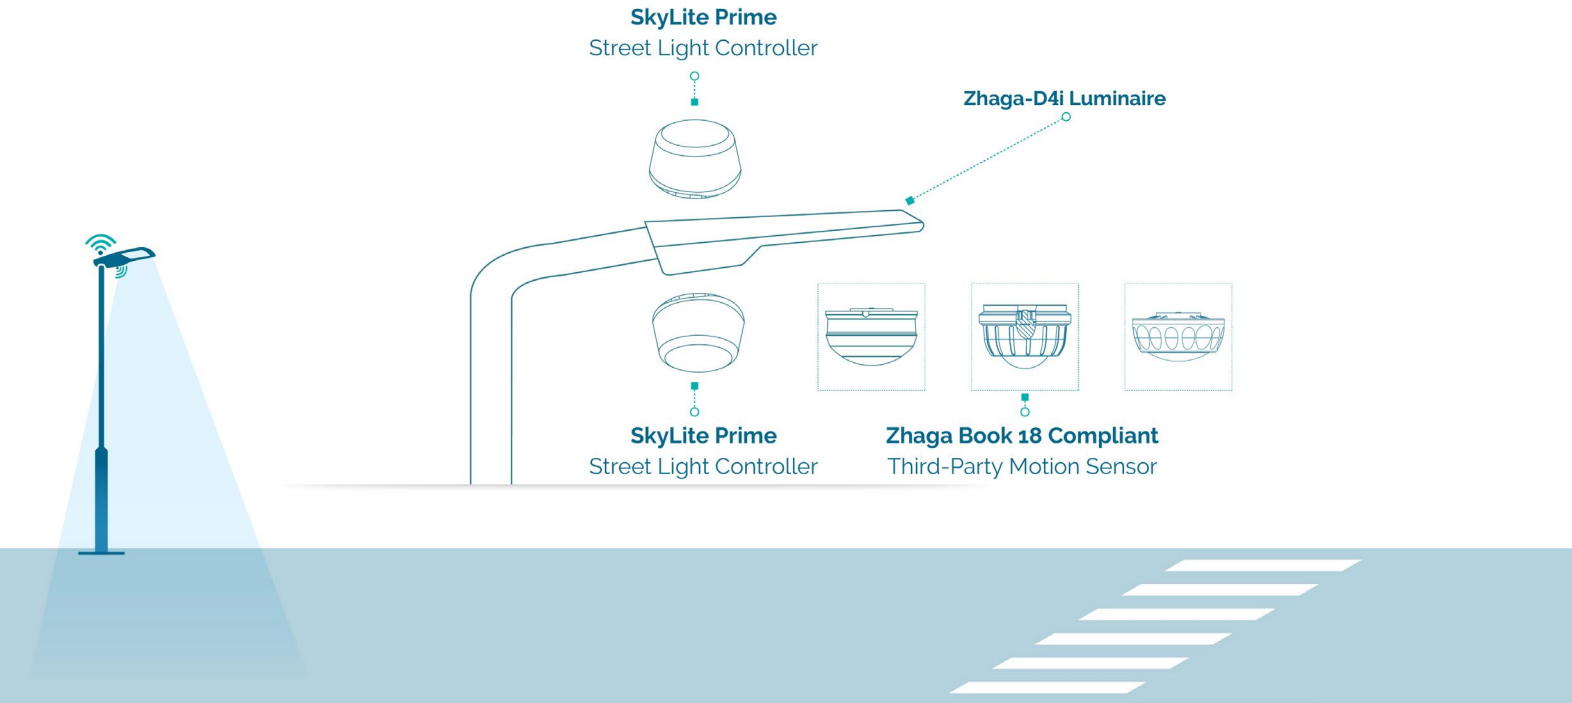 SkyLite Prime
Street Light Controller
Zhaga-D4i Luminaire
SkyLite Prime
Street Light Controller
Zhaga Book 18 Compliant
Third-Party Motion Sensor